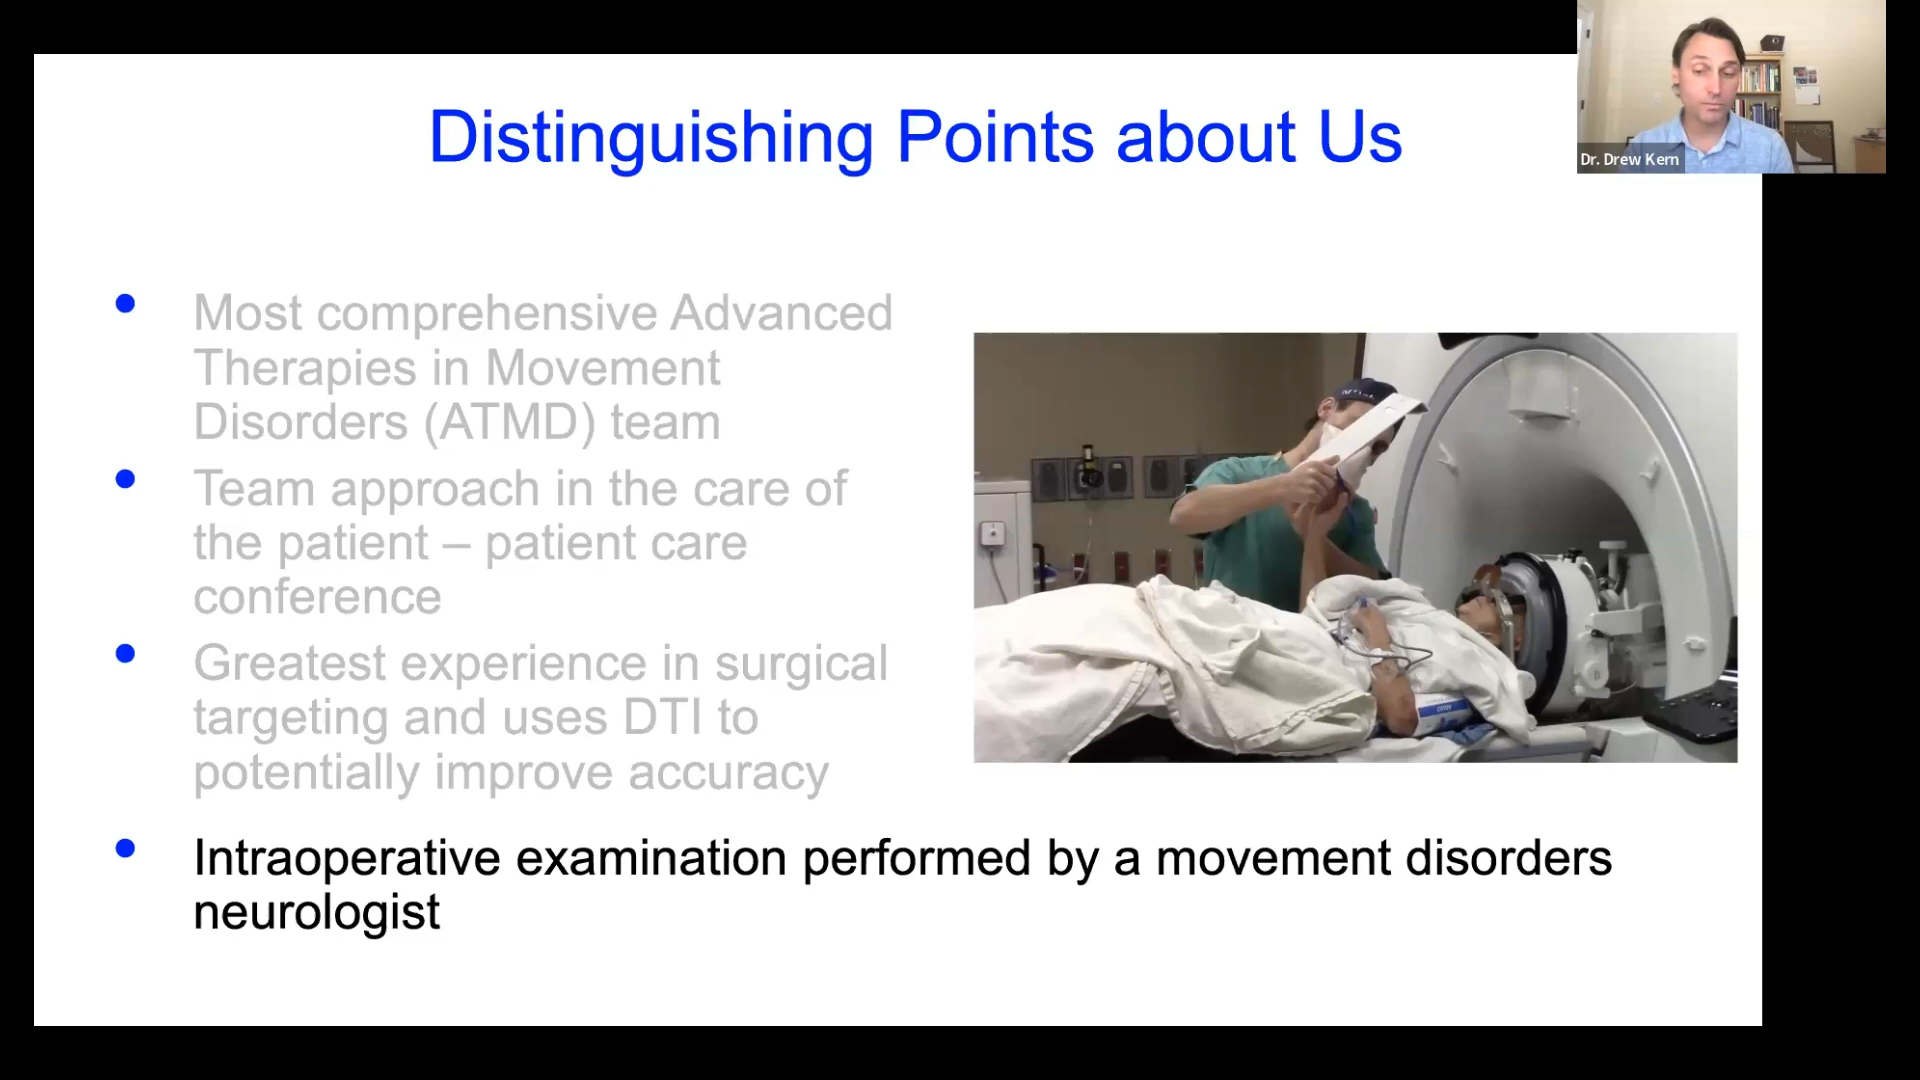 Distinguishing Points about Us
Dr. Drew Kern
• Most comprehensive Advanced
Therapies in Movement
Disorders (ATMD) team
• Team approach in the care of
the patient – patient care
conference
• Greatest experience in surgical
targeting and uses DTI to
potentially improve accuracy
• Intraoperative examination performed by a movement disorders
neurologist